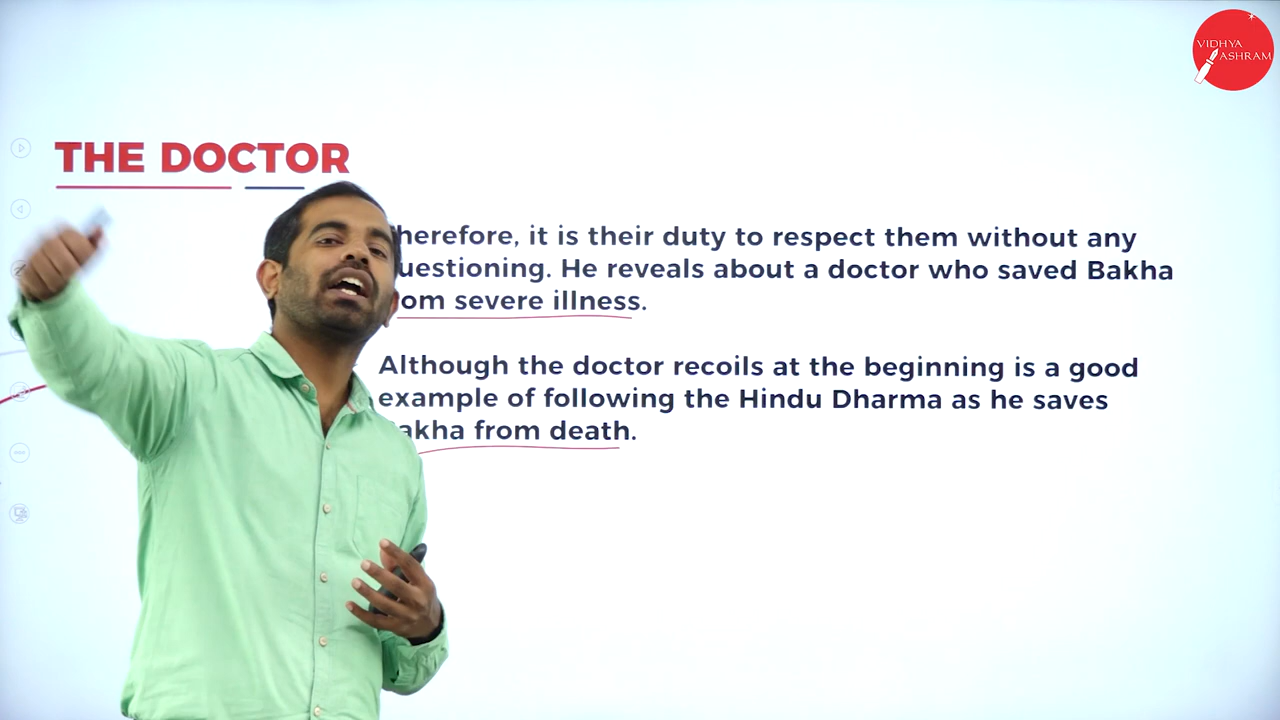 VIDHYA
ASHRAM
THE DOCTOR
herefore, it is their duty to respect them without any
uestioning. He reveals about a doctor who saved Bakha
om severe illness.
Although the doctor recoils at the beginning is a good
example of following the Hindu Dharma as he saves
akha from death.